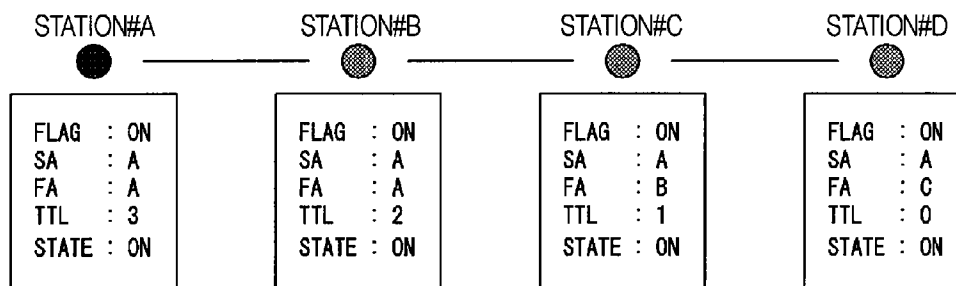 STATION#A STATION#B STATION#C STATION#D
FLAG : ON
SA : A
FA : A
TTL : 3
STATE : ON
FLAG : ON
SA : A
FA : A
TTL : 2
STATE : ON
FLAG : ON
SA : A
FA : B
TTL : 1
STATE : ON
FLAG : ON
SA : A
FA : C
TTL : 0
STATE : ON